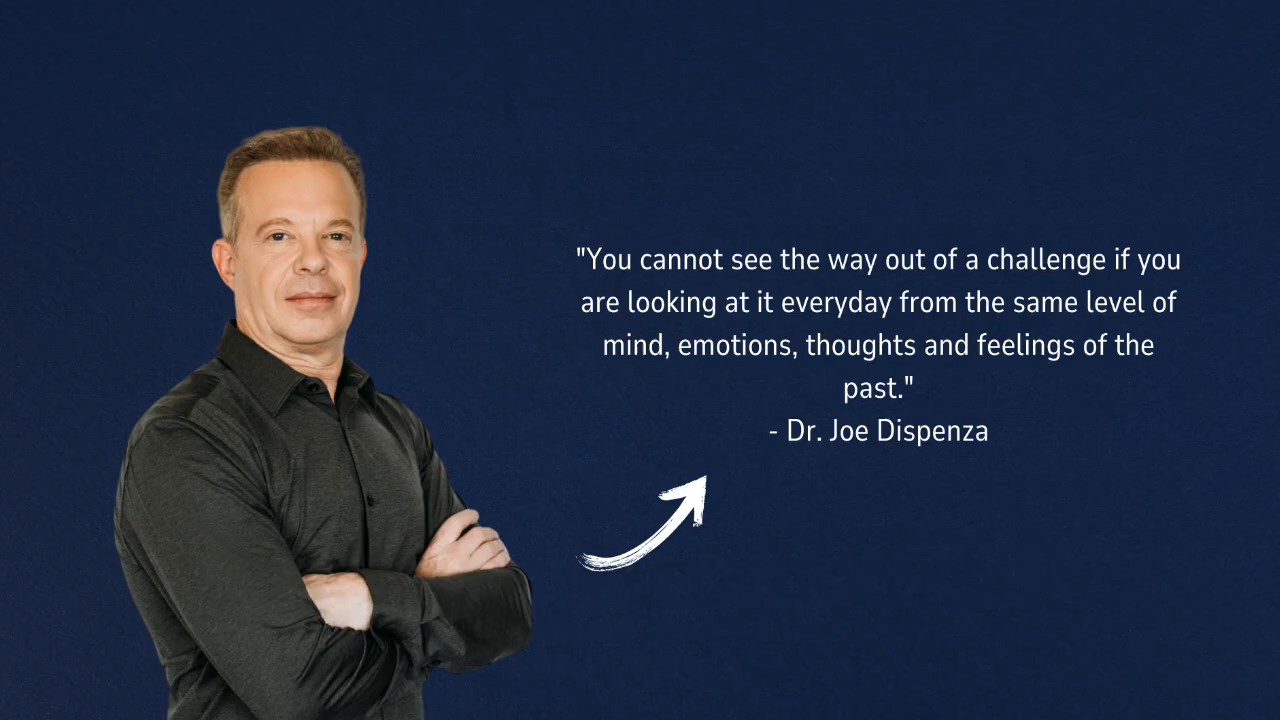 "You cannot see the way out of a challenge if you
are looking at it everyday from the same level of
mind, emotions, thoughts and feelings of the
past."
- Dr. Joe Dispenza